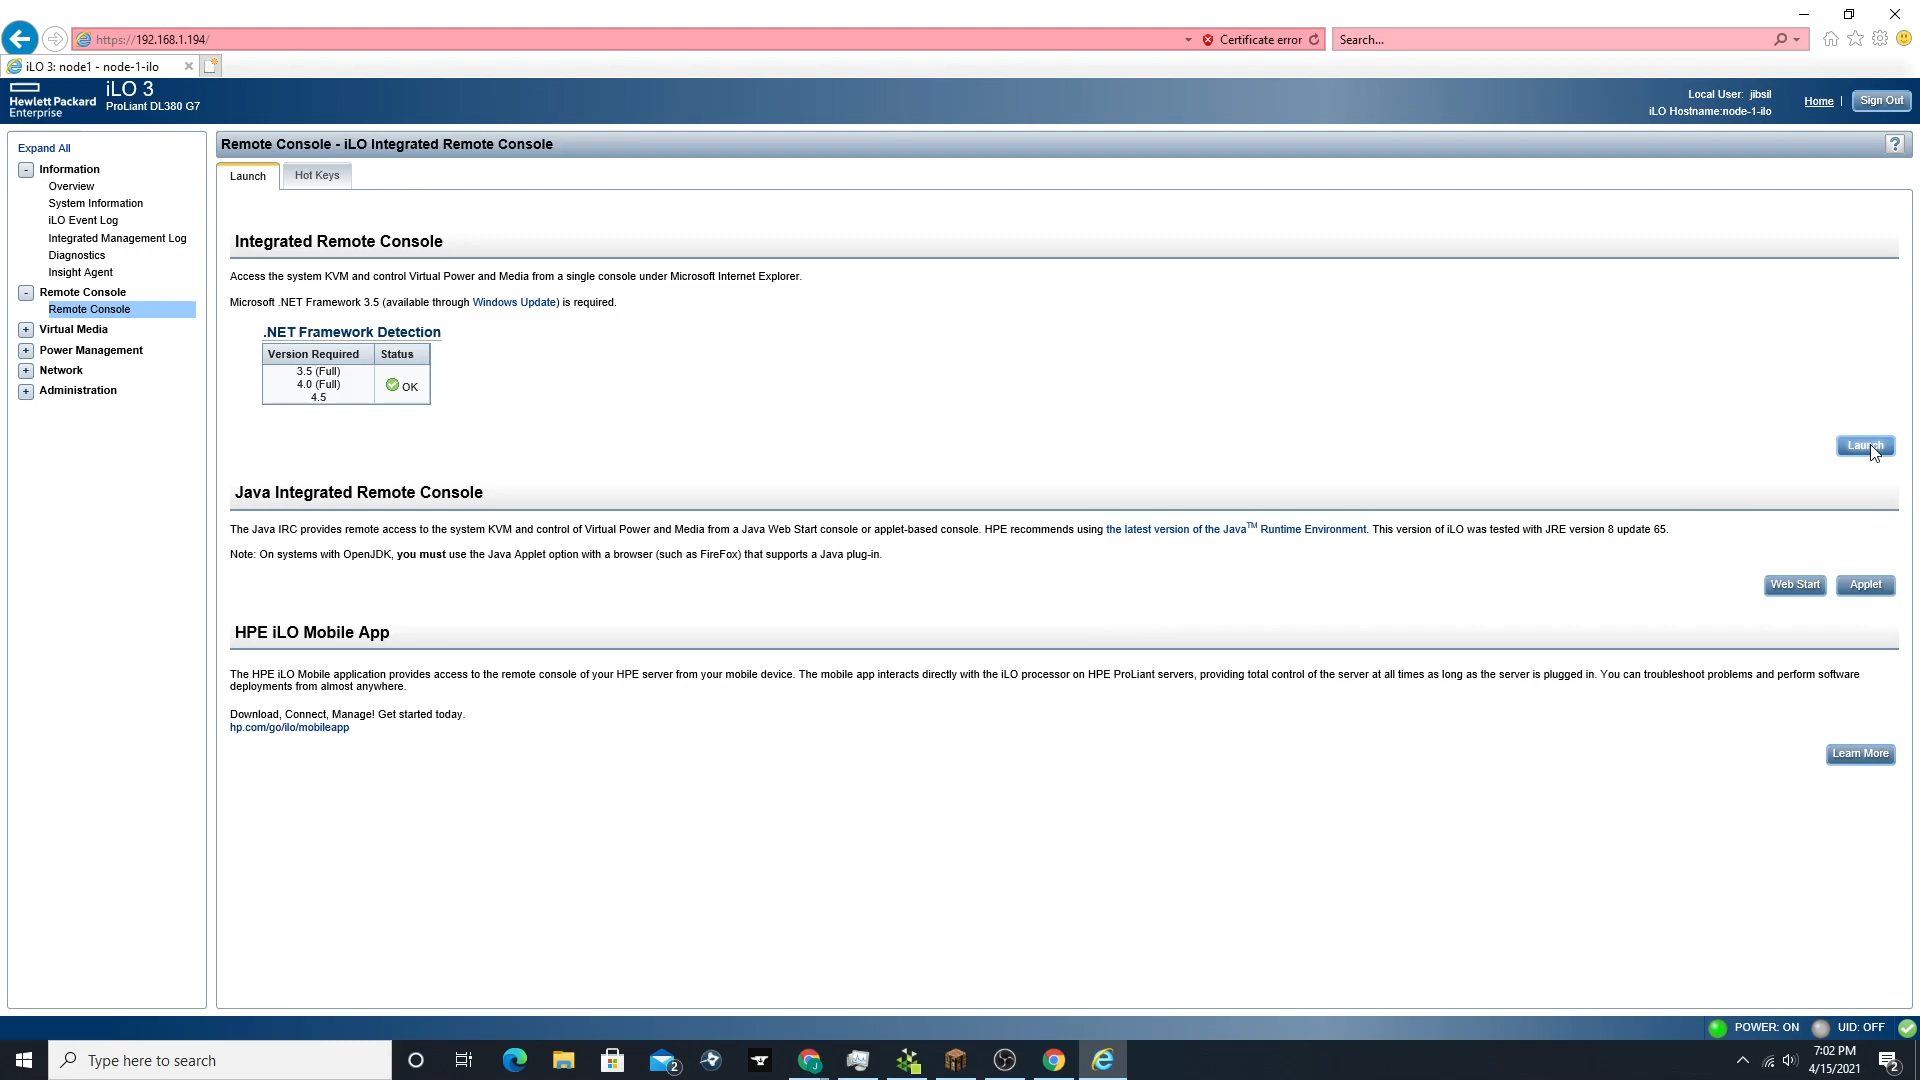 https://192.168.1.194/
Certificate error
Search...
iLO 3: node1 - node-1-ilo
Hewlett Packard
Enterprise
iLO 3
ProLiant DL380 G7
Local User: jibsil
iLO Hostname:node-1-ilo
Home |
Sign Out
Expand All
- Information
Overview
System Information
iLO Event Log
Integrated Management Log
Diagnostics
Insight Agent
- Remote Console
Remote Console
+ Virtual Media
+ Power Management
+ Network
+ Administration
Remote Console - iLO Integrated Remote Console
?
Launch
Hot Keys
Integrated Remote Console
Access the system KVM and control Virtual Power and Media from a single console under Microsoft Internet Explorer.
Microsoft .NET Framework 3.5 (available through Windows Update) is required.
.NET Framework Detection
Version Required Status
3.5 (Full)
4.0 (Full)
4.5
OK
Launch
Java Integrated Remote Console
The Java IRC provides remote access to the system KVM and control of Virtual Power and Media from a Java Web Start console or applet-based console. HPE recommends using the latest version of the Java™ Runtime Environment. This version of iLO was tested with JRE version 8 update 65.
Note: On systems with OpenJDK, you must use the Java Applet option with a browser (such as FireFox) that supports a Java plug-in.
Web Start
Applet
HPE iLO Mobile App
The HPE iLO Mobile application provides access to the remote console of your HPE server from your mobile device. The mobile app interacts directly with the iLO processor on HPE ProLiant servers, providing total control of the server at all times as long as the server is plugged in. You can troubleshoot problems and perform software
deployments from almost anywhere.
Download, Connect, Manage! Get started today.
hp.com/go/ilo/mobileapp
Learn More
POWER: ON
UID: OFF
Type here to search
2
J
7:02 PM
4/15/2021
2